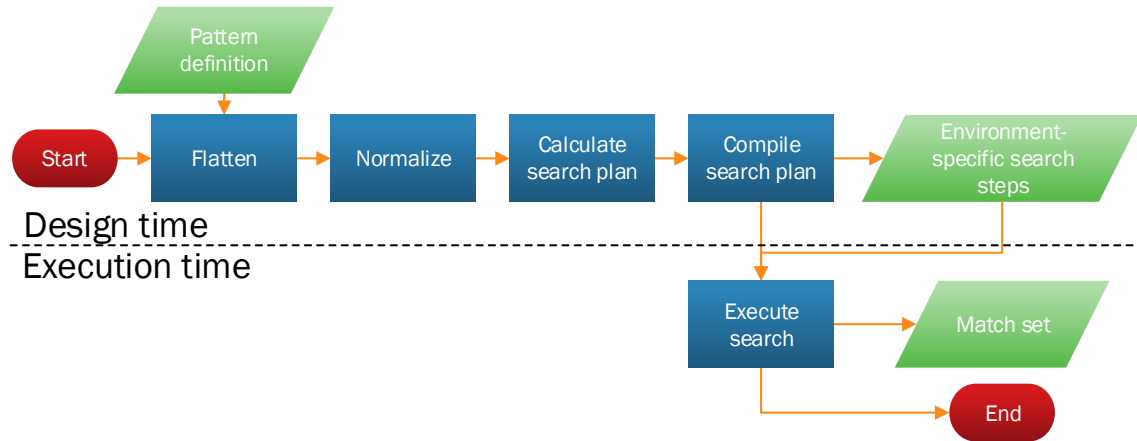 Pattern
definition
Start
Flatten
Normalize
Calculate
search plan
Compile
search plan
Environment-
specific search
steps
Design time
Execution time
Execute
search
Match set
End